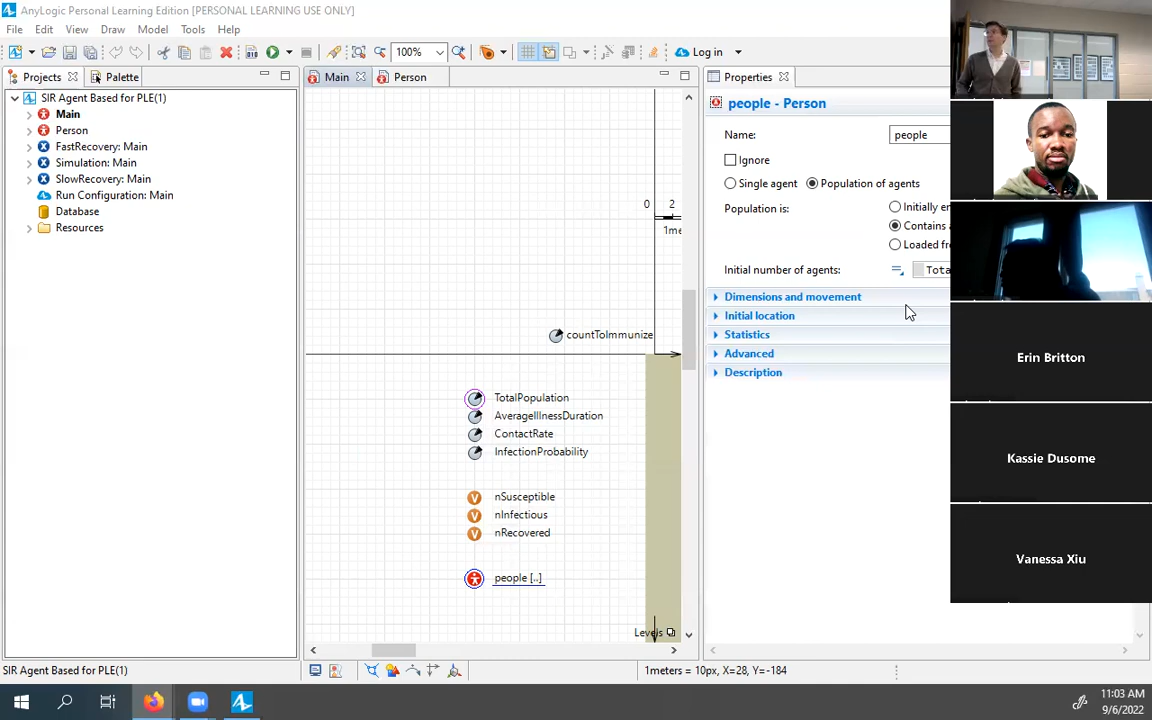 AnyLogic Personal Learning Edition [PERSONAL LEARNING USE ONLY]
File Edit View Draw Model Tools Help
100% Log in
Projects Palette Main Person Properties
SIR Agent Based for PLE(1)
Main
Person
FastRecovery: Main
Simulation: Main
SlowRecovery: Main
Run Configuration: Main
Database
Resources
0 2
1me
countToImmunize
TotalPopulation
AverageIllnessDuration
ContactRate
InfectionProbability
nSusceptible
nInfectious
nRecovered
people [..]
Levels
people - Person
Name: people
Ignore
Single agent Population of agents
Population is: Initially en
Contains a
Loaded fr
Initial number of agents: Tota
Dimensions and movement
Initial location
Statistics
Advanced
Description
Erin Britton
Kassie Dusome
Vanessa Xiu
SIR Agent Based for PLE(1) 1meters = 10px, X=28, Y=-184
11:03 AM
9/6/2022